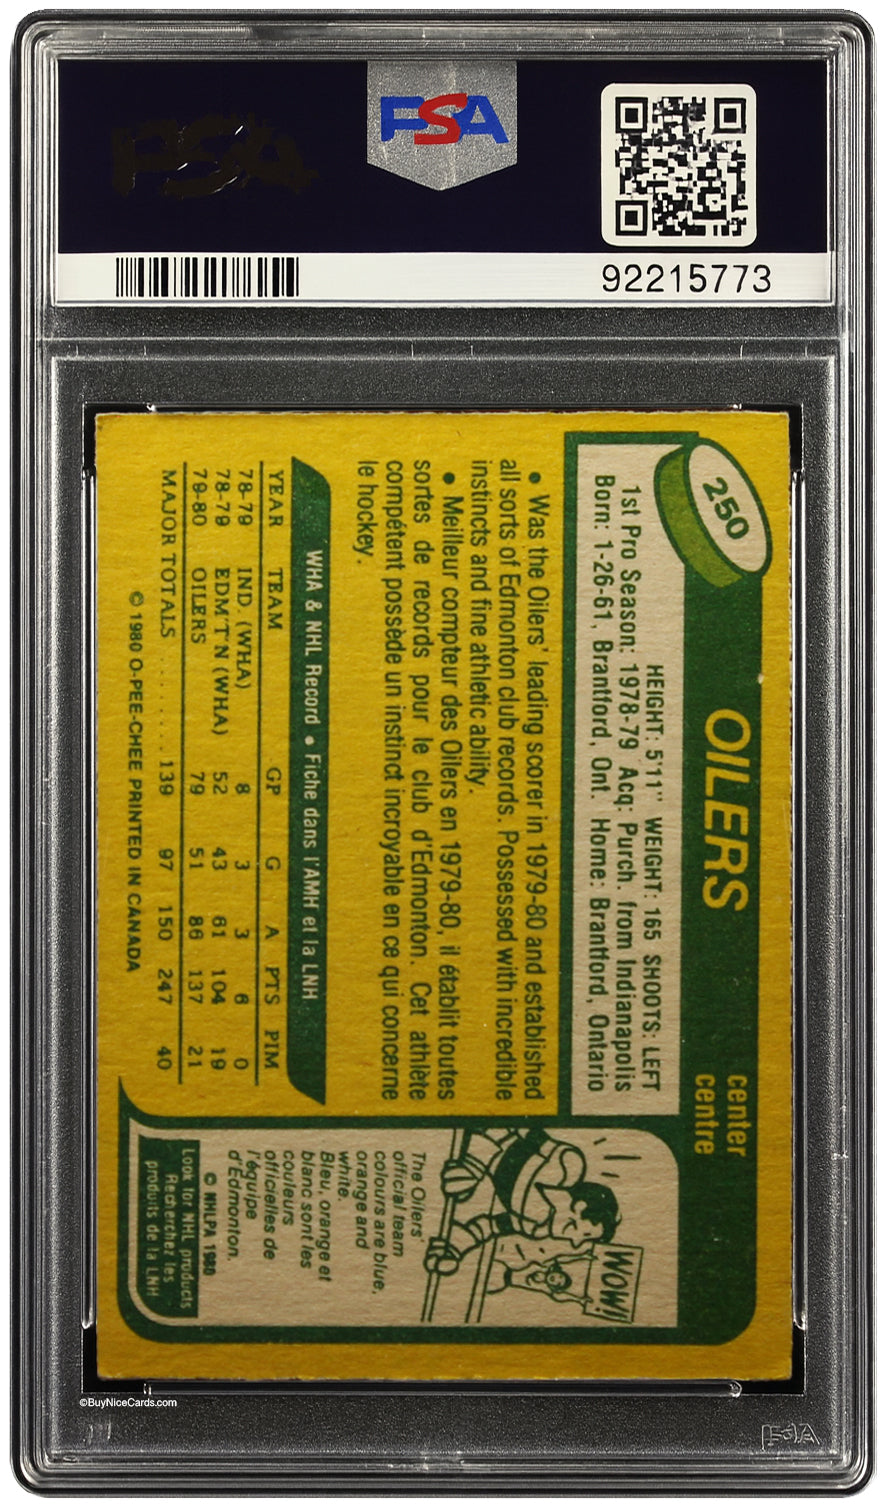 PSA
92215773
250
OILERS
center
centre
HEIGHT: 5'11" WEIGHT: 165 SHOOTS: LEFT
1st Pro Season: 1978-79 Acq: Purch. from Indianapolis
Born: 1-26-61, Brantford, Ont. Home: Brantford, Ontario
• Was the Oilers' leading scorer in 1979-80 and established
all sorts of Edmonton club records. Possessed with incredible
instincts and fine athletic ability.
• Meilleur compteur des Oilers en 1979-80, il établit toutes
sortes de records pour le club d'Edmonton. Cet athlète
compétent possède un instinct incroyable en ce qui concerne
le hockey.
WHA & NHL Record • Fiche dans l'AMH et la LNH
YEAR TEAM GP G A PTS PIM
78-79 IND. (WHA) 8 3 3 6 0
78-79 EDM'T'N (WHA) 52 43 61 104 19
79-80 OILERS 79 51 86 137 21
MAJOR TOTALS ........ 139 97 150 247 40
© 1980 O-PEE-CHEE PRINTED IN CANADA
WOW!
The Oilers'
official team
colours are blue,
orange and
white.
Bleu, orange et
blanc sont les
couleurs
officielles de
l'équipe
d'Edmonton.
© NHLPA 1980
Look for NHL products
Recherchez les
produits de la LNH
©BuyNiceCards.com
PSA